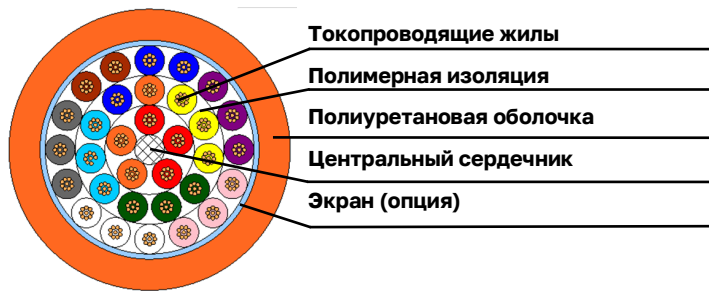 Токопроводящие жилы
Полимерная изоляция
Полиуретановая оболочка
Центральный сердечник
Экран (опция)